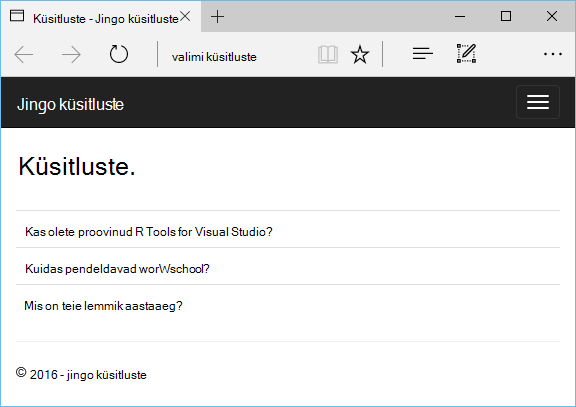 Küsitluste - Jingo küsitluste
valimi küsitluste
Jingo küsitluste
Küsitluste.
Kas olete proovinud R Tools for Visual Studio?
Kuidas pendeldavad worWschool?
Mis on teie lemmik aastaaeg?
© 2016 - jingo küsitluste